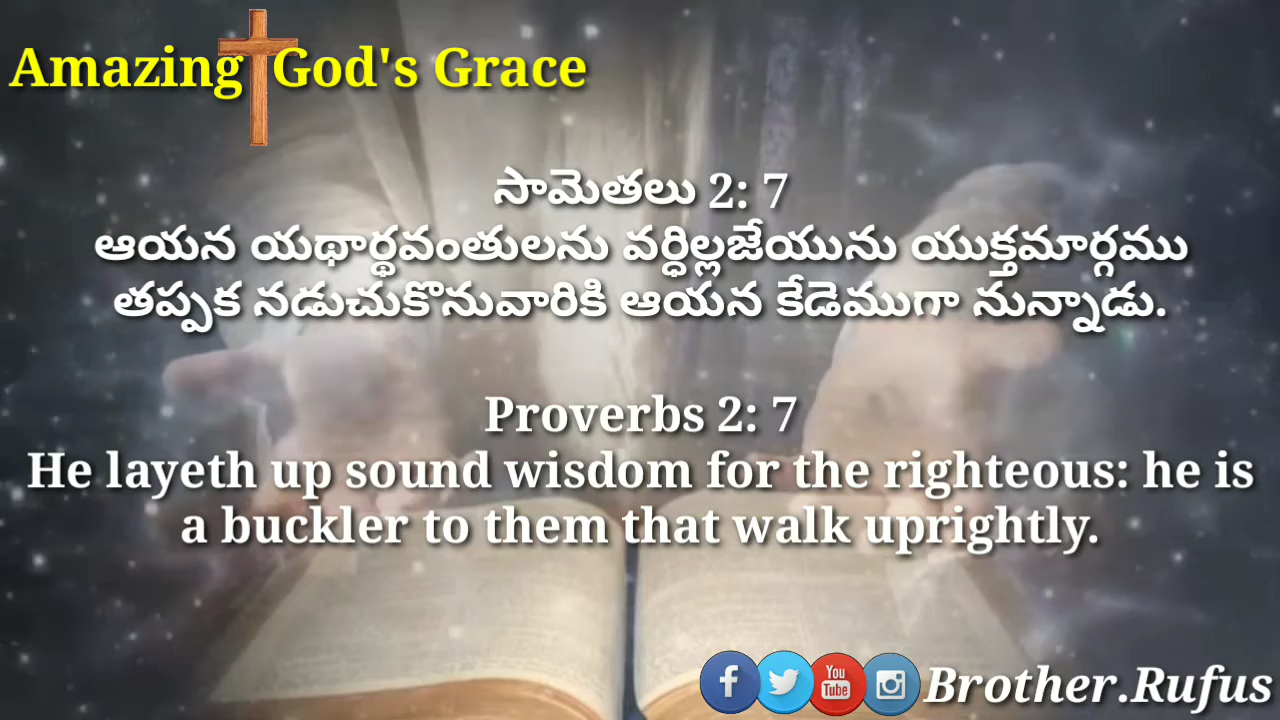 Amazing God's Grace
సామెతలు 2: 7
ఆయన యథార్థవంతులను వర్ధిల్లజేయును యుక్తమార్గము
తప్పక నడుచుకొనువారికి ఆయన కేడెముగా నున్నాడు.
Proverbs 2: 7
He layeth up sound wisdom for the righteous: he is
a buckler to them that walk uprightly.
You Tube
Brother.Rufus